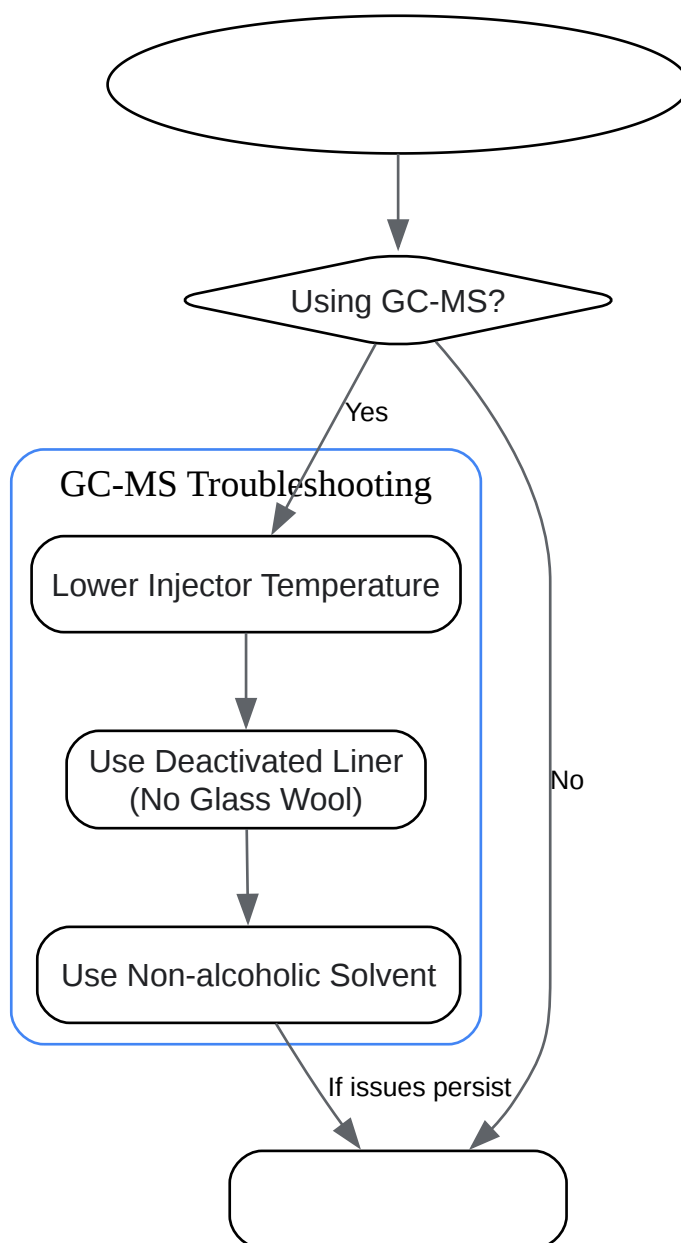 Using GC-MS?
Yes
GC-MS Troubleshooting
Lower Injector Temperature
Use Deactivated Liner
(No Glass Wool)
No
Use Non-alcoholic Solvent
If issues persist